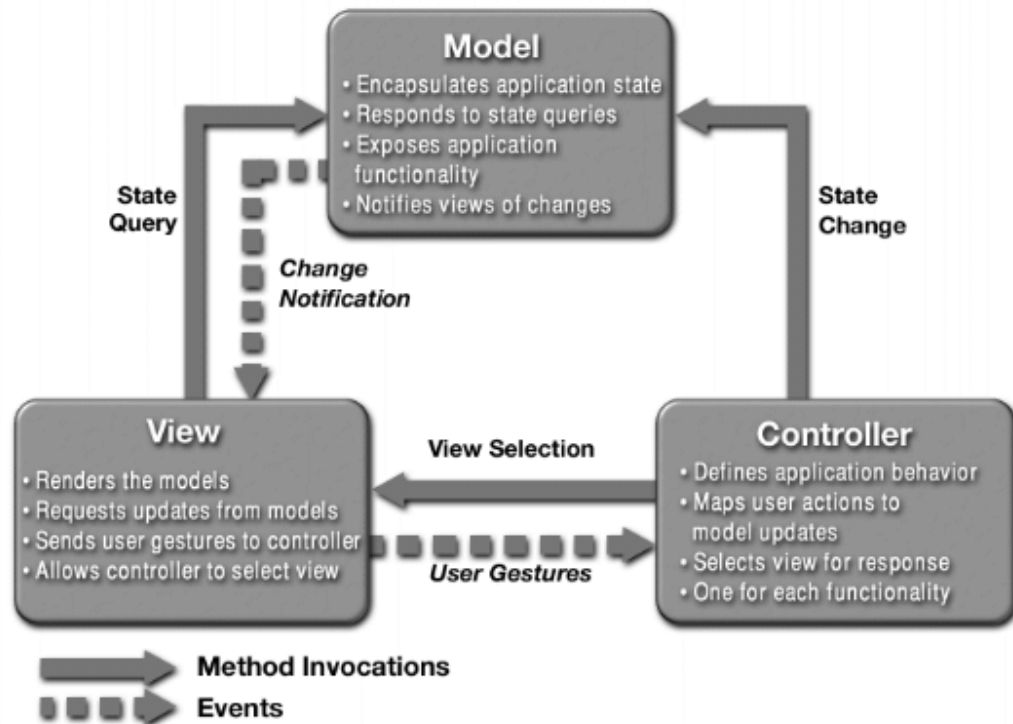 Model
• Encapsulates application state
• Responds to state queries
• Exposes application
functionality
• Notifies views of changes
State
Query
Change
Notification
State
Change
View
• Renders the models
• Requests updates from models
• Sends user gestures to controller
• Allows controller to select view
View Selection
User Gestures
Controller
• Defines application behavior
• Maps user actions to
model updates
• Selects view for response
• One for each functionality
Method Invocations
Events